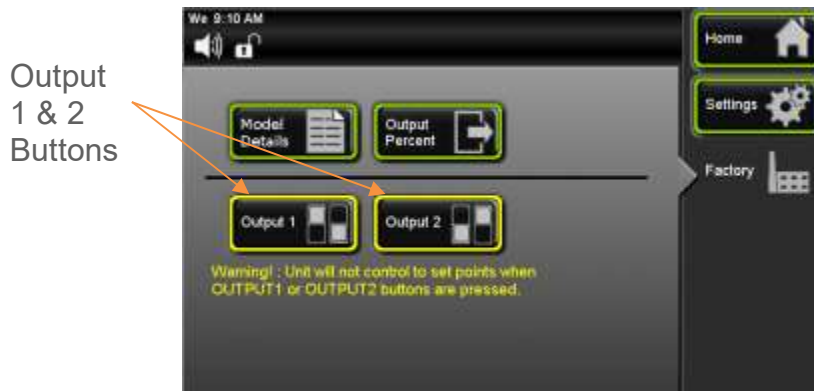 Output
1 & 2
Buttons
We 9:10 AM
Home
Settings
Factory
Model
Details
Output
Percent
Output 1
Output 2
Warning! : Unit will not control to set points when
OUTPUT1 or OUTPUT2 buttons are pressed.